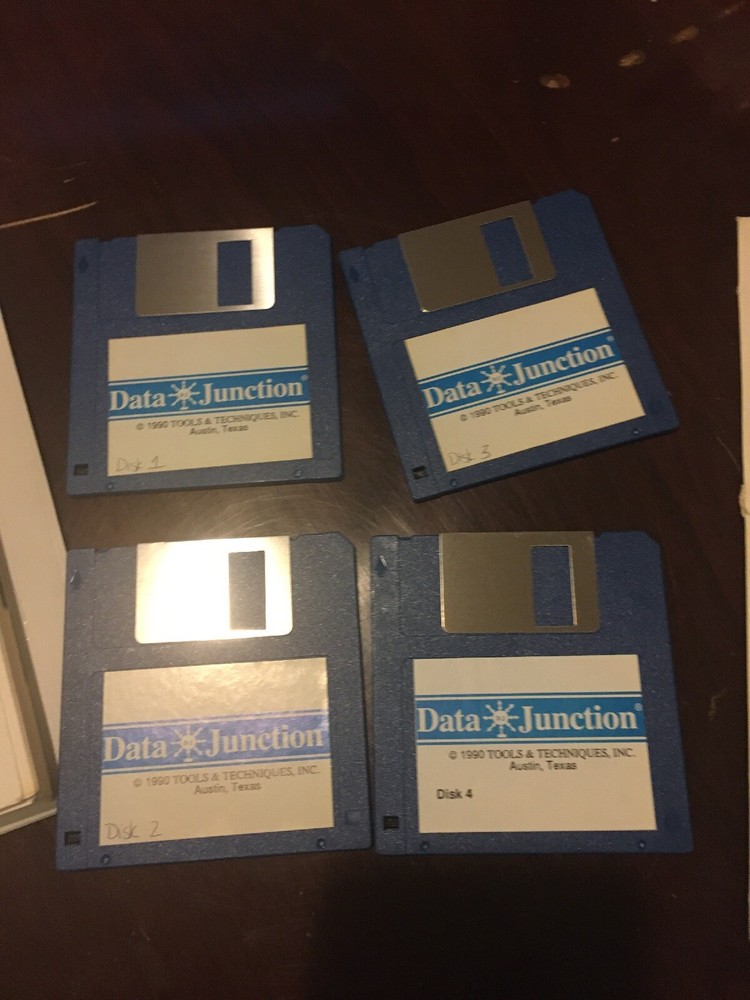 Data Junction®
© 1990 TOOLS & TECHNIQUES, INC.
Austin, Texas
Disk 1
Data Junction®
© 1990 TOOLS & TECHNIQUES, INC.
Austin, Texas
Disk 3
Data Junction®
© 1990 TOOLS & TECHNIQUES, INC.
Austin, Texas
Disk 2
Data Junction®
© 1990 TOOLS & TECHNIQUES, INC.
Austin, Texas
Disk 4